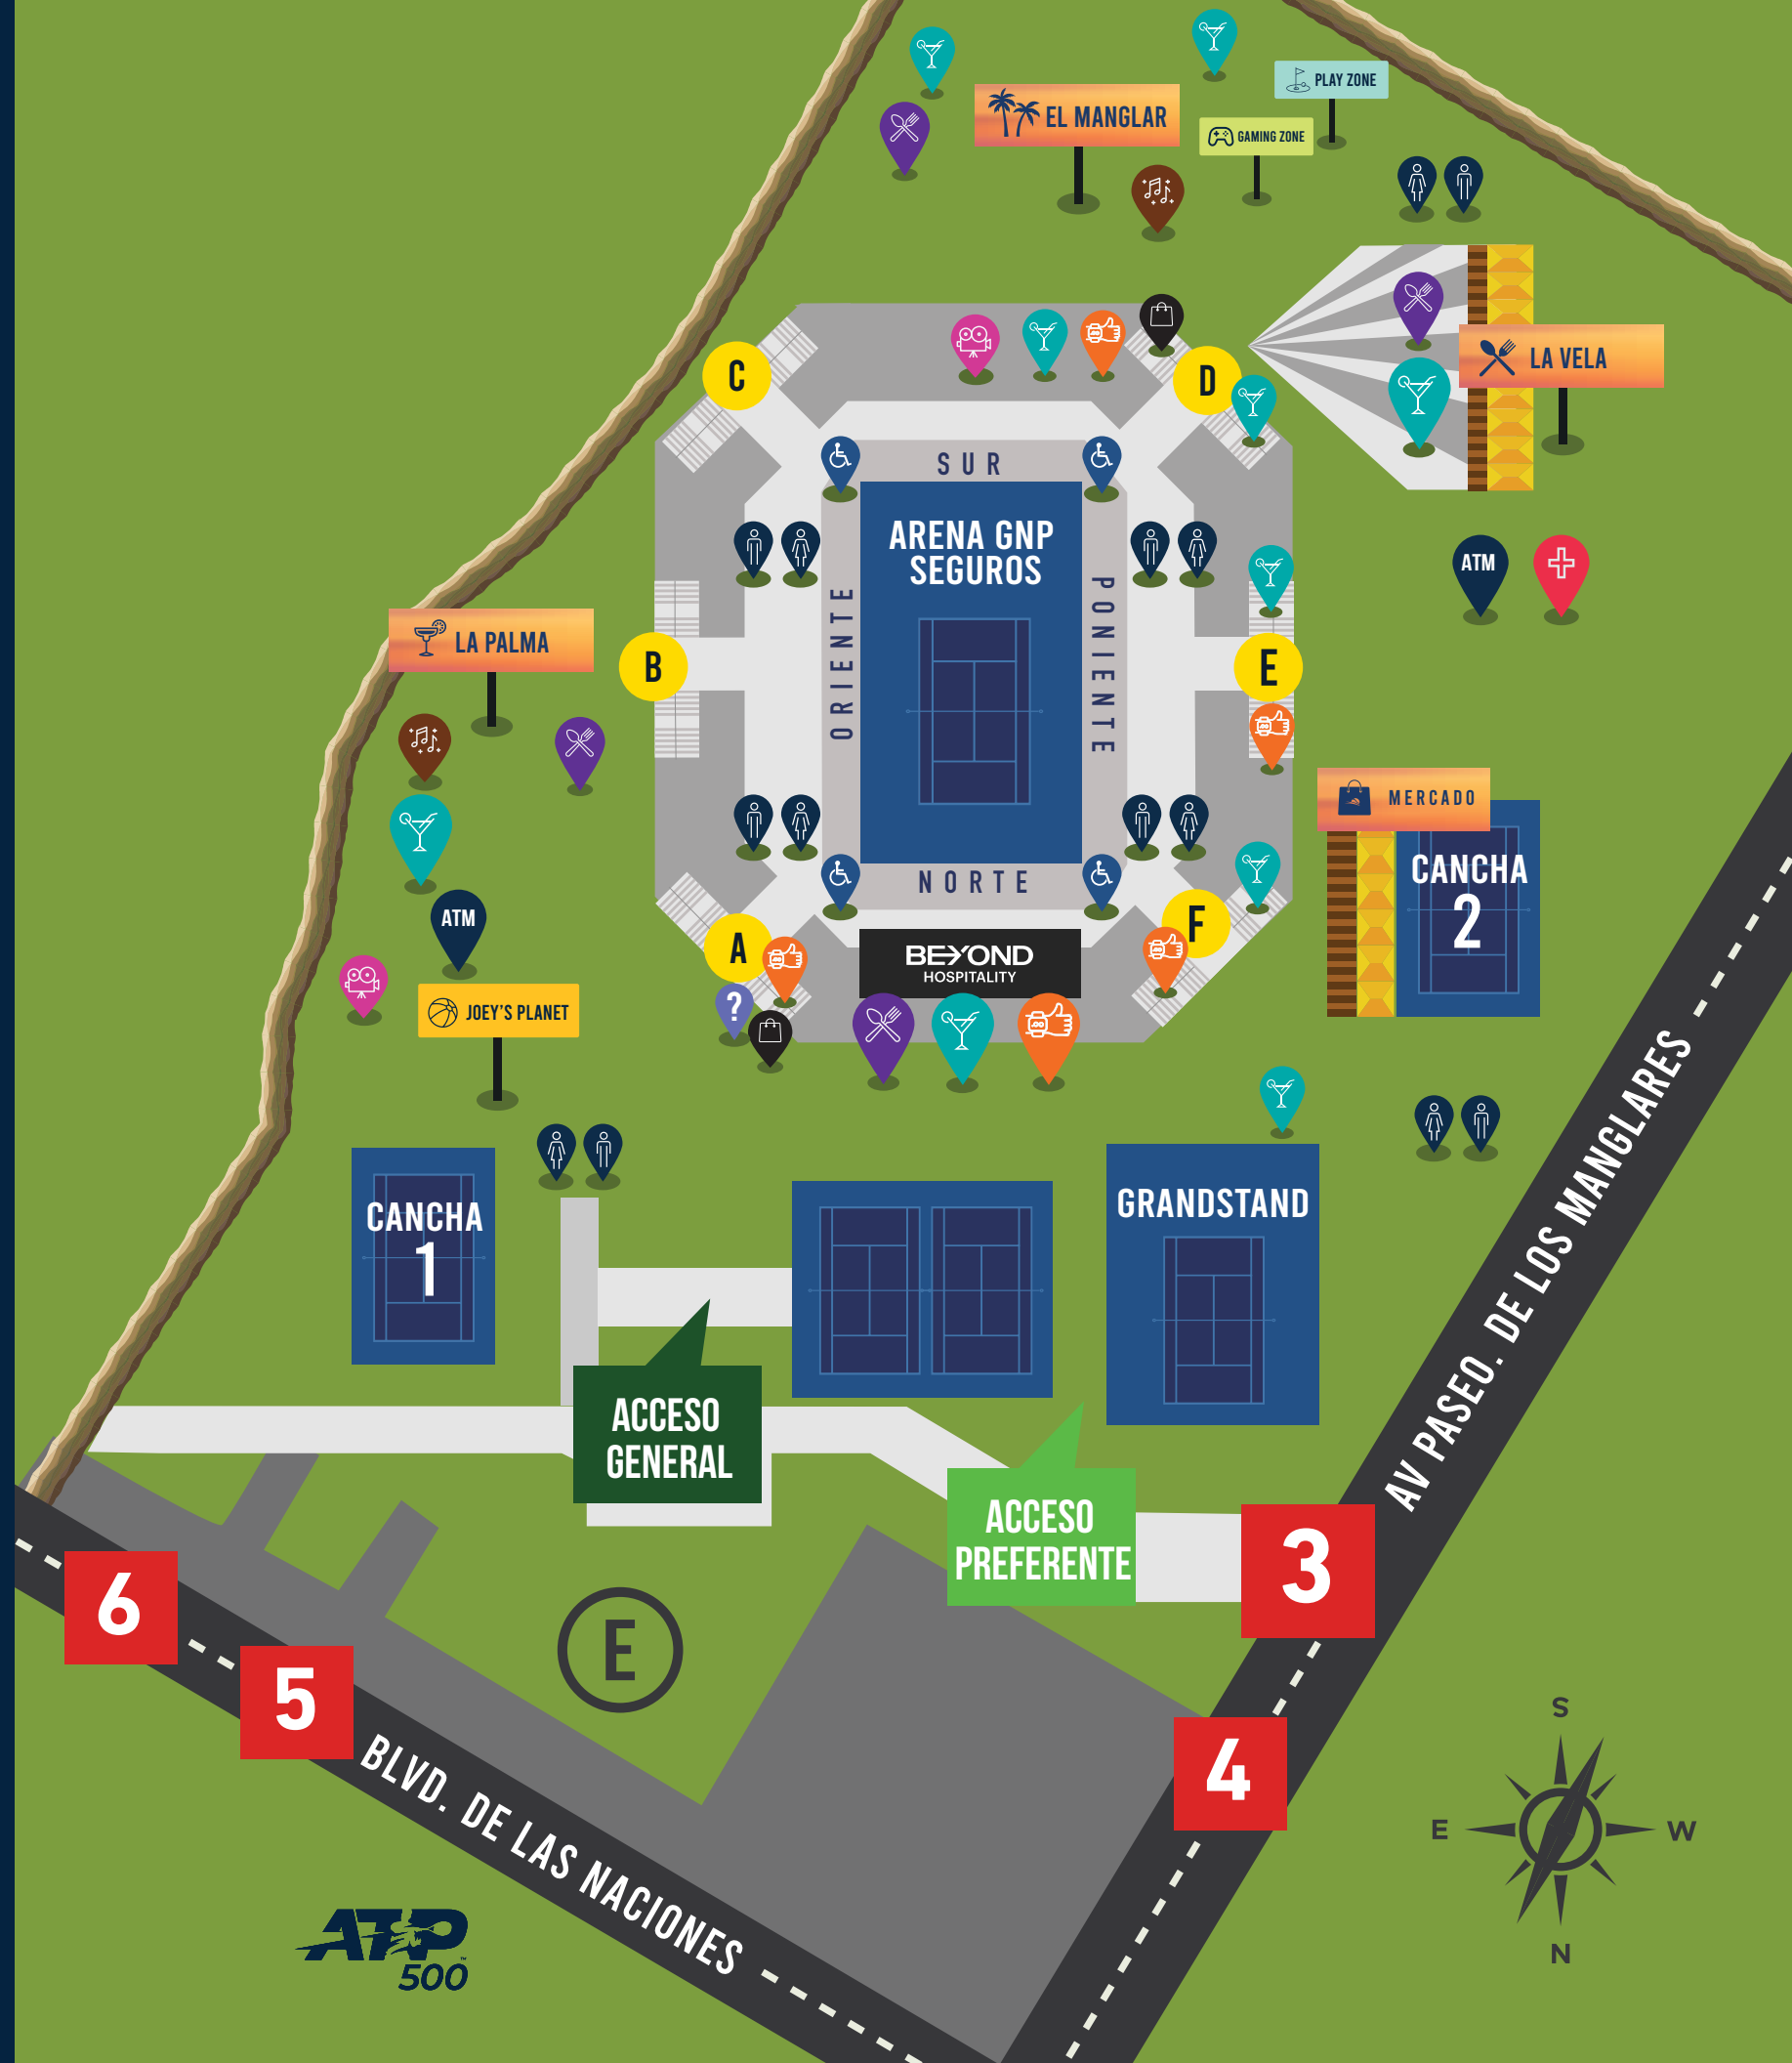 PLAY ZONE
EL MANGLAR
GAMING ZONE
LA VELA
C
D
SUR
ARENA GNP
SEGUROS
ATM
ORIENTE
PONIENTE
LA PALMA
B
E
MERCADO
CANCHA
2
NORTE
ATM
A
F
BEYOND
HOSPITALITY
?
JOEY'S PLANET
CANCHA
1
GRANDSTAND
AV PASEO. DE LOS MANGLARES
ACCESO
GENERAL
ACCESO
PREFERENTE
3
6
E
5
4
BLVD. DE LAS NACIONES
S
E
W
N
ATP
500